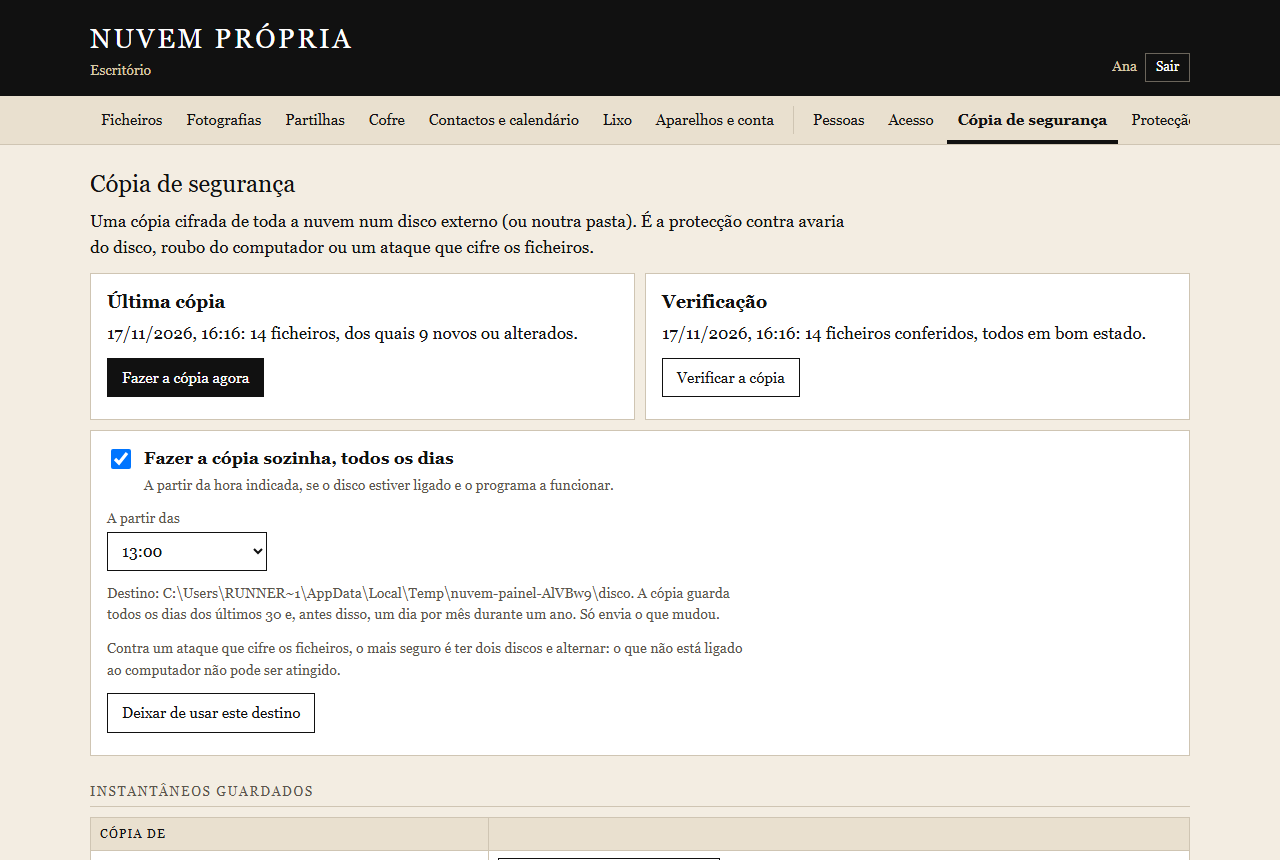 NUVEM PRÓPRIA
Escritório
Ana
Sair
Ficheiros
Fotografias
Partilhas
Cofre
Contactos e calendário
Lixo
Aparelhos e conta
Pessoas
Acesso
Cópia de segurança
Protecção
Cópia de segurança
Uma cópia cifrada de toda a nuvem num disco externo (ou noutra pasta). É a protecção contra avaria
do disco, roubo do computador ou um ataque que cifre os ficheiros.
Última cópia
17/11/2026, 16:16: 14 ficheiros, dos quais 9 novos ou alterados.
Fazer a cópia agora
Verificação
17/11/2026, 16:16: 14 ficheiros conferidos, todos em bom estado.
Verificar a cópia
Fazer a cópia sozinha, todos os dias
A partir da hora indicada, se o disco estiver ligado e o programa a funcionar.
A partir das
13:00
Destino: C:\Users\RUNNER~1\AppData\Local\Temp\nuvem-painel-AlVBw9\disco. A cópia guarda
todos os dias dos últimos 30 e, antes disso, um dia por mês durante um ano. Só envia o que mudou.
Contra um ataque que cifre os ficheiros, o mais seguro é ter dois discos e alternar: o que não está ligado
ao computador não pode ser atingido.
Deixar de usar este destino
INSTANTÂNEOS GUARDADOS
CÓPIA DE